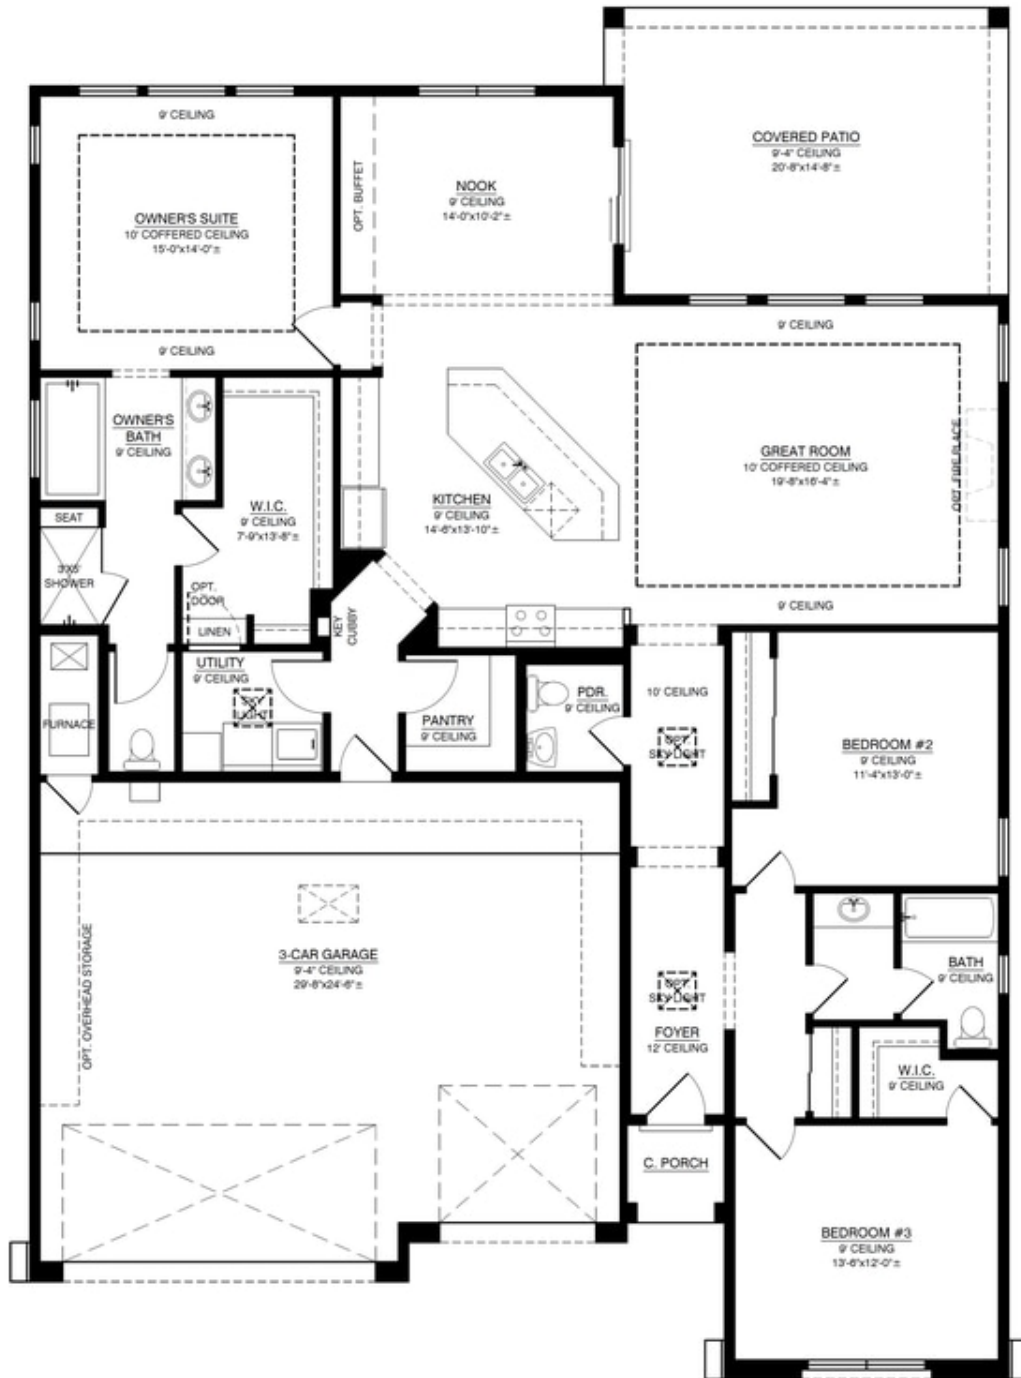 COVERED PATIO
9'-4" CEILING
20'-8"x14'-8"±
9' CEILING
OWNER'S SUITE
10' COFFERED CEILING
15'-0"x14'-0"±
9' CEILING
OPT. BUFFET
NOOK
9' CEILING
14'-0"x10'-2"±
9' CEILING
GREAT ROOM
10' COFFERED CEILING
19'-8"x16'-4"±
OPT. FIREPLACE
9' CEILING
OWNER'S
BATH
9' CEILING
W.I.C.
9' CEILING
7'-9"x13'-8"±
KITCHEN
9' CEILING
14'-6"x13'-10"±
SEAT
3'X5'
SHOWER
OPT.
DOOR
LINEN
KEY
CUBBY
UTILITY
9' CEILING
LIGHT
FURNACE
PANTRY
9' CEILING
PDR.
9' CEILING
10' CEILING
OPT.
SKYLIGHT
BEDROOM #2
9' CEILING
11'-4"x13'-0"±
OPT. OVERHEAD STORAGE
3-CAR GARAGE
9'-4" CEILING
29'-8"x24'-6"±
OPT.
SKYLIGHT
FOYER
12' CEILING
BATH
9' CEILING
W.I.C.
9' CEILING
C. PORCH
BEDROOM #3
9' CEILING
13'-6"x12'-0"±